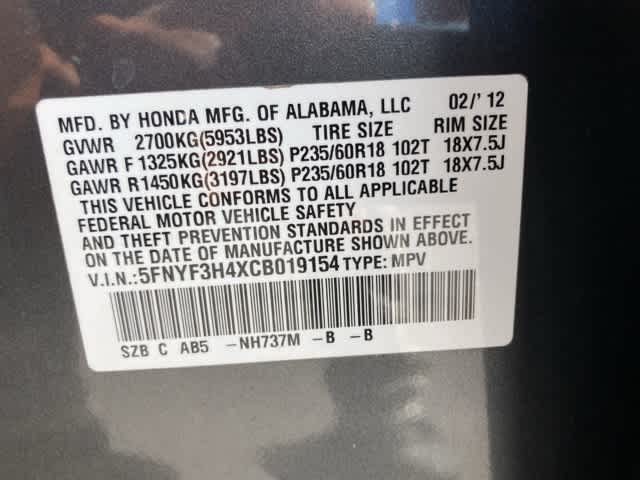 MFD. BY HONDA MFG. OF ALABAMA, LLC 02/'12
GVWR 2700KG(5953LBS) TIRE SIZE RIM SIZE
GAWR F 1325KG(2921LBS) P235/60R18 102T 18X7.5J
GAWR R1450KG(3197LBS) P235/60R18 102T 18X7.5J
THIS VEHICLE CONFORMS TO ALL APPLICABLE
FEDERAL MOTOR VEHICLE SAFETY
AND THEFT PREVENTION STANDARDS IN EFFECT
ON THE DATE OF MANUFACTURE SHOWN ABOVE.
V.I.N.:5FNYF3H4XCB019154 TYPE: MPV
SZB C AB5 -NH737M -B -B